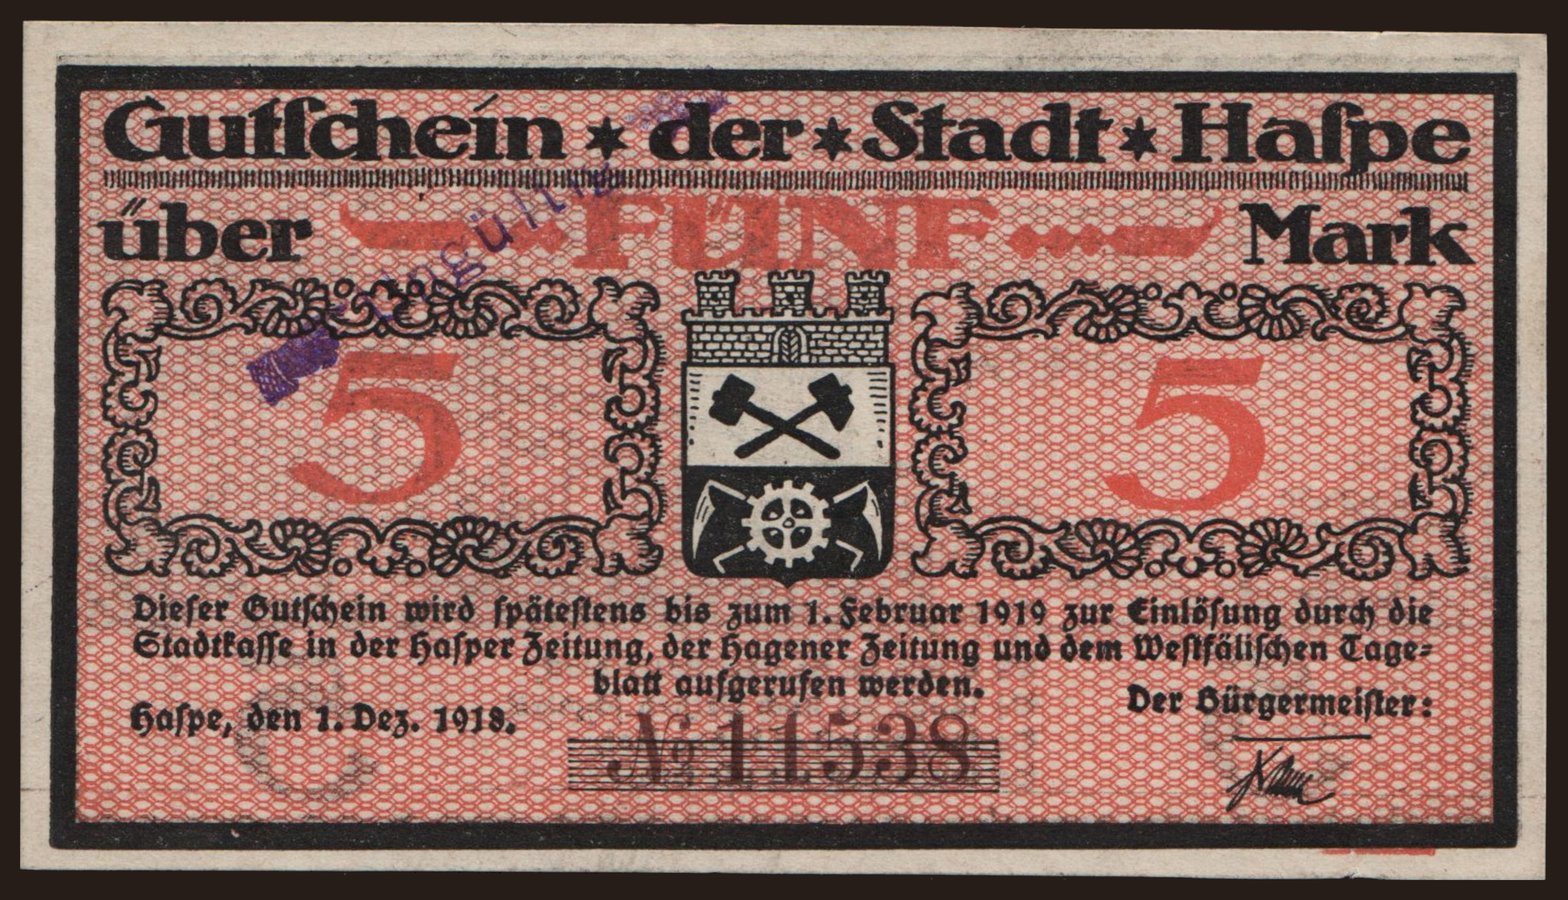 Gutſchein ★ der ★ Stadt ★ Haſpe
über FÜNF Mark
Ungültig
5 5
Dieſer Gutſchein wird ſpäteſtens bis zum 1. Februar 1919 zur Einlöſung durch die
Stadtkaſſe in der Haſper Zeitung, der Hagener Zeitung und dem Weſtfäliſchen Tage-
blatt aufgerufen werden.
Haſpe, den 1. Dez. 1918.
Der Bürgermeiſter:
№ 11538